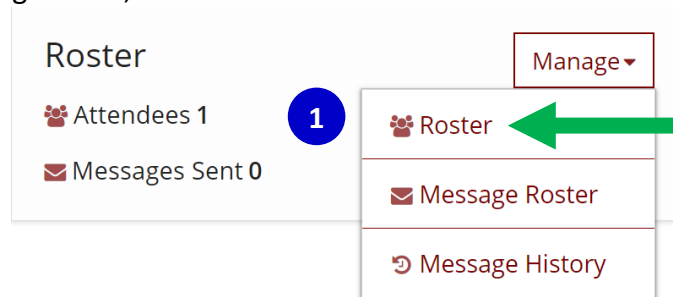 Roster
Manage
Attendees 1
1
Roster
Messages Sent 0
Message Roster
Message History